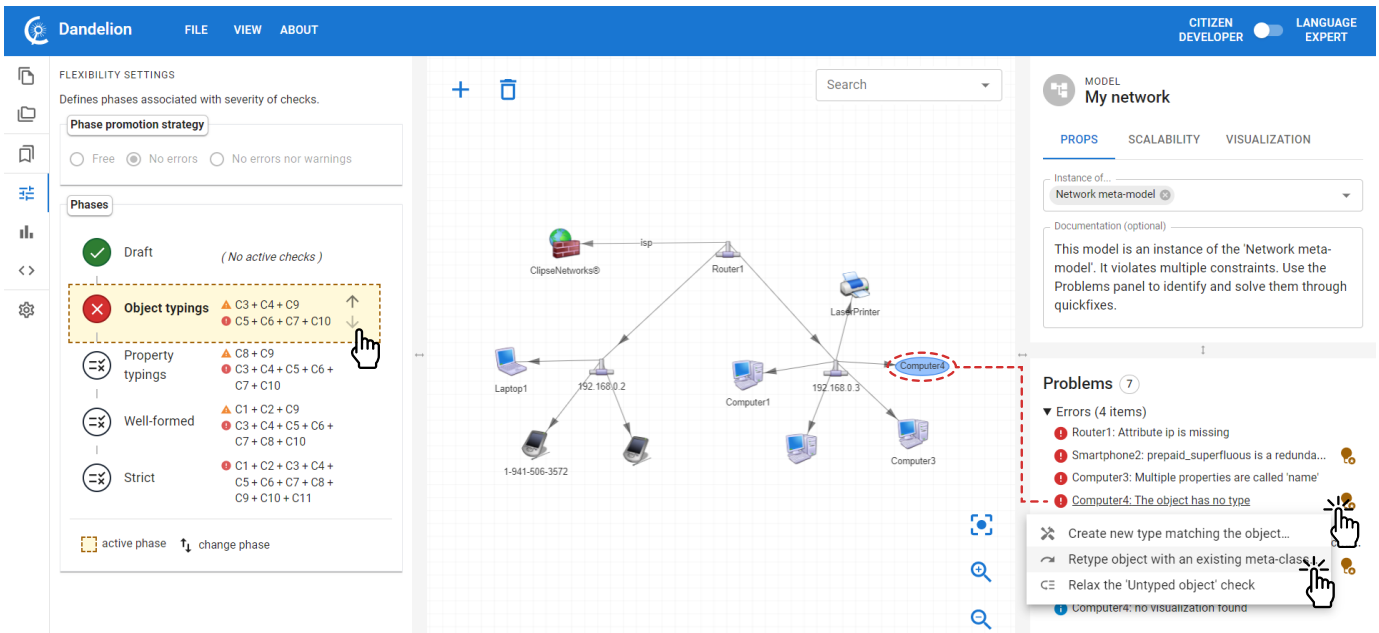 Dandelion
FILE
VIEW
ABOUT
CITIZEN
DEVELOPER
LANGUAGE
EXPERT
FLEXIBILITY SETTINGS
Defines phases associated with severity of checks.
Phase promotion strategy
Free
No errors
No errors nor warnings
Phases
Draft
( No active checks )
Object typings
C3 + C4 + C9
C5 + C6 + C7 + C10
Property
typings
C8 + C9
C3 + C4 + C5 + C6 +
C7 + C10
Well-formed
C1 + C2 + C9
C3 + C4 + C5 + C6 +
C7 + C8 + C10
Strict
C1 + C2 + C3 + C4 +
C5 + C6 + C7 + C8 +
C9 + C10 + C11
active phase
change phase
Search
isp
ClipseNetworks®
Router1
LaserPrinter
Laptop1
192.168.0.2
Computer1
192.168.0.3
Computer4
1-941-506-3572
Computer3
MODEL
My network
PROPS
SCALABILITY
VISUALIZATION
Instance of...
Network meta-model
Documentation (optional)
This model is an instance of the 'Network meta-
model'. It violates multiple constraints. Use the
Problems panel to identify and solve them through
quickfixes.
Problems
7
Errors (4 items)
Router1: Attribute ip is missing
Smartphone2: prepaid_superfluous is a redunda...
Computer3: Multiple properties are called 'name'
Computer4: The object has no type
Create new type matching the object...
Retype object with an existing meta-class
Relax the 'Untyped object' check
Computer4: no visualization found